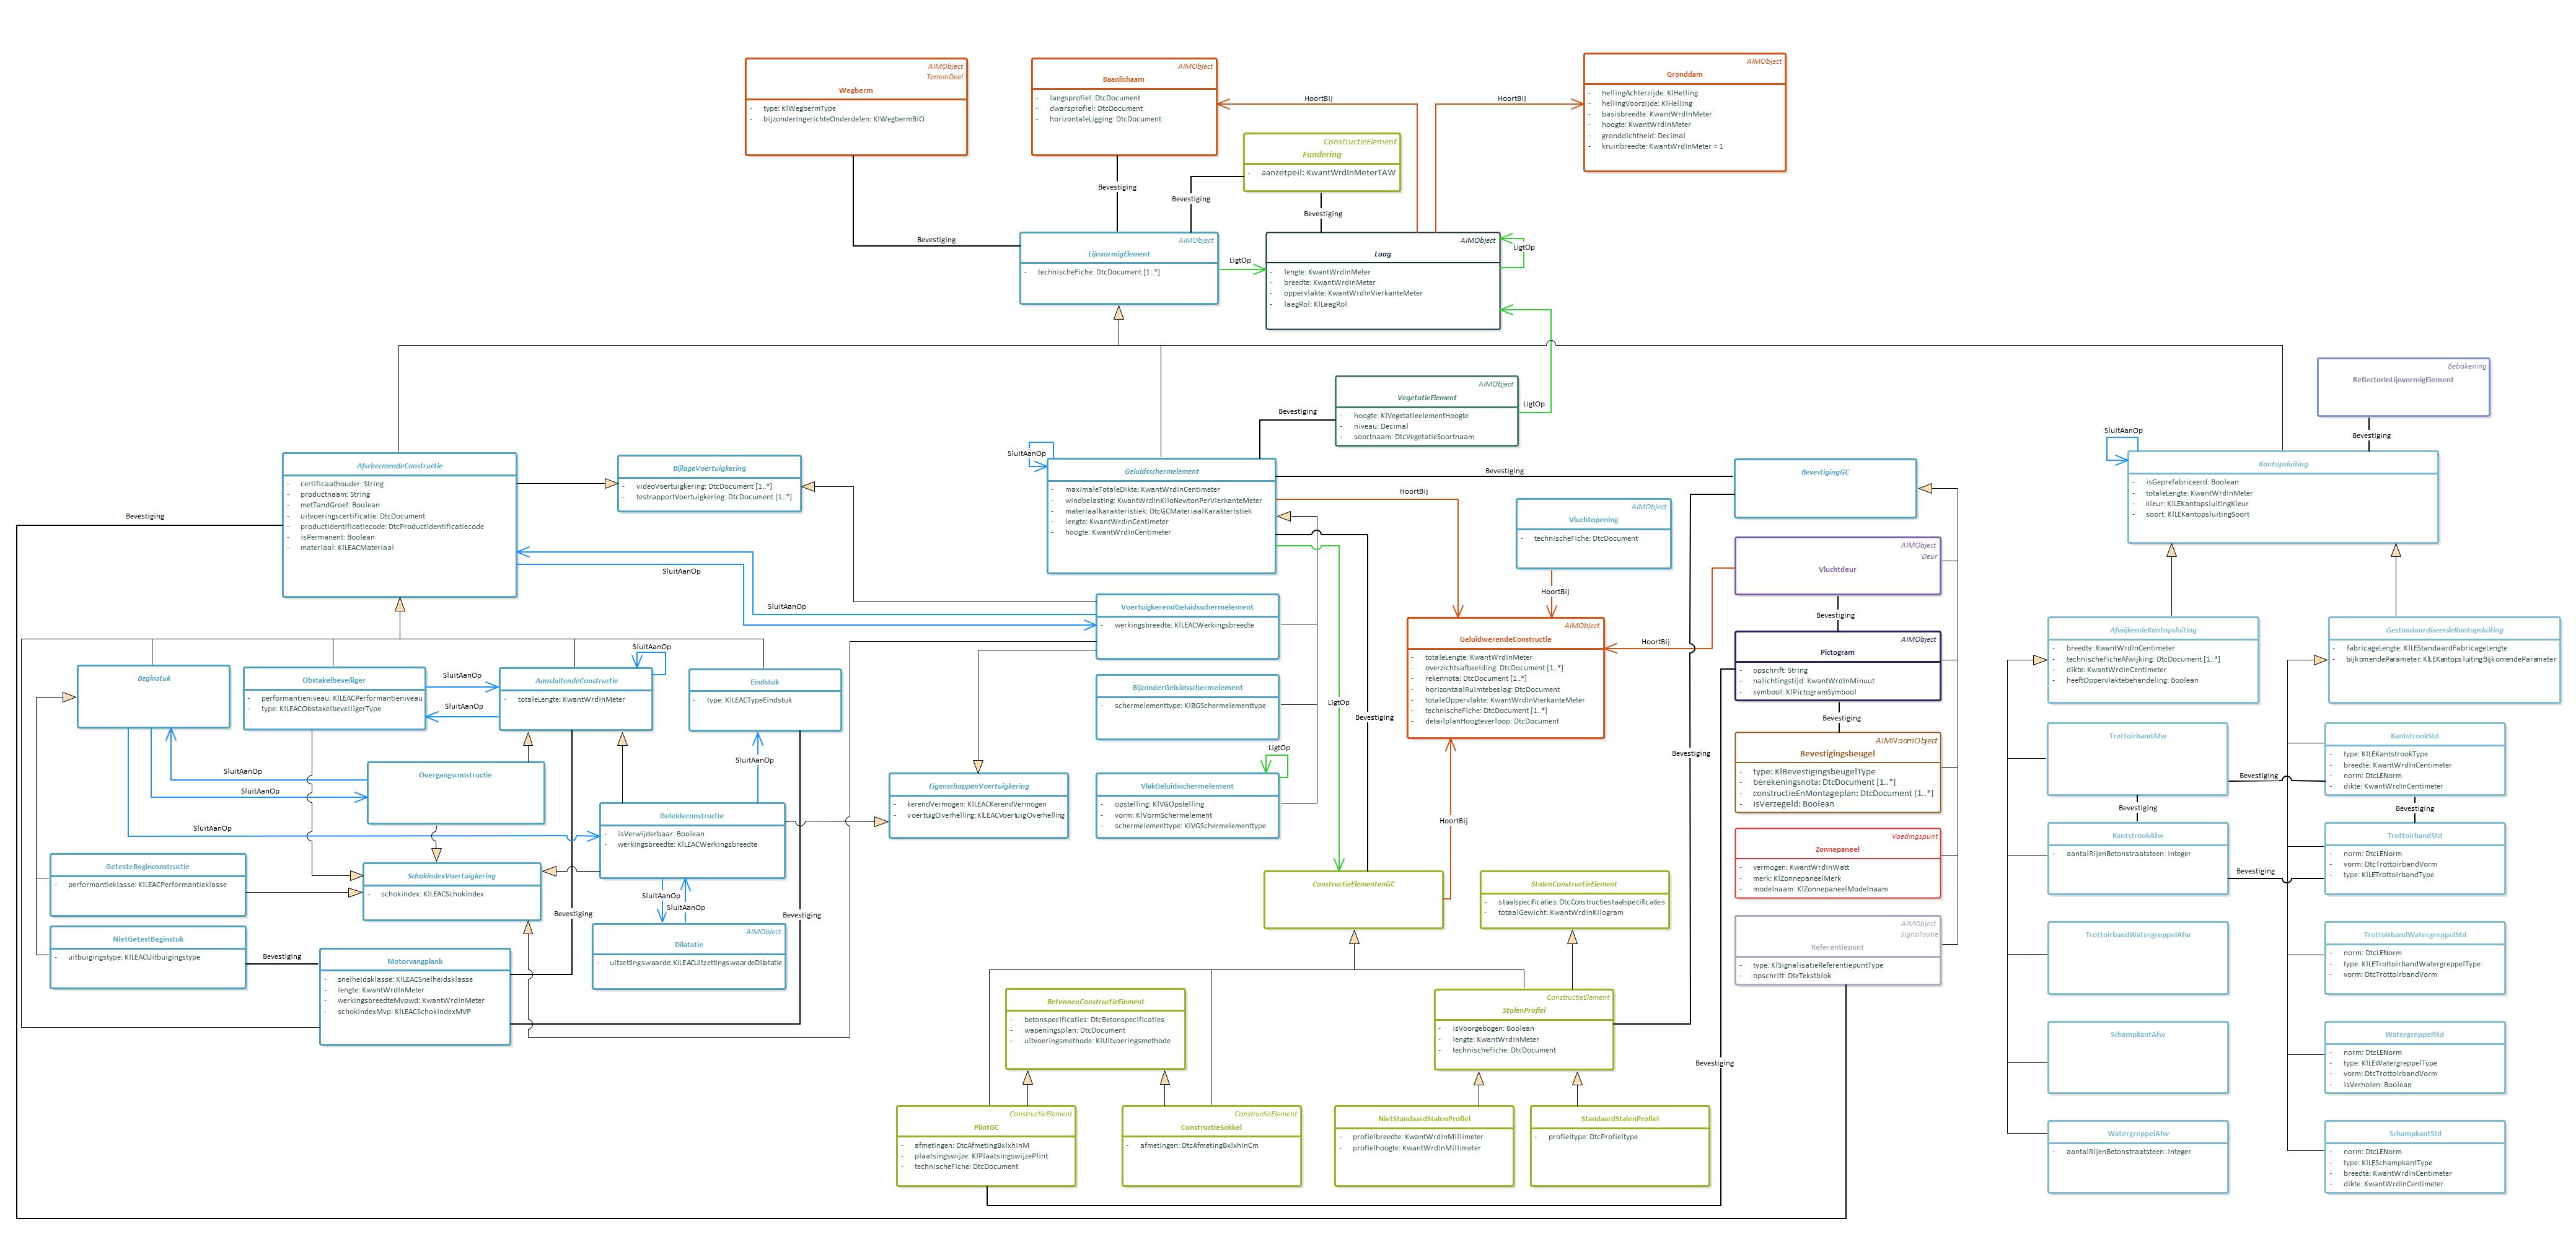 AIMObject
TerreinDeel
Wegberm
- type: KlWegbermType
- bijzonderIngerichteOnderdelen: KlWegbermBIO
AIMObject
Baanlichaam
- langsprofiel: DtcDocument
- dwarsprofiel: DtcDocument
- horizontaleLigging: DtcDocument
HoortBij
HoortBij
AIMObject
Gronddam
- hellingAchterzijde: KlHelling
- hellingVoorzijde: KlHelling
- basisbreedte: KwantWrdInMeter
- hoogte: KwantWrdInMeter
- gronddichtheid: Decimal
- kruinbreedte: KwantWrdInMeter = 1
ConstructieElement
Fundering
- aanzetpeil: KwantWrdInMeterTAW
Bevestiging
Bevestiging
Bevestiging
Bevestiging
AIMObject
LijnvormigElement
- technischeFiche: DtcDocument [1..*]
LigtOp
AIMObject
Laag
- lengte: KwantWrdInMeter
- breedte: KwantWrdInMeter
- oppervlakte: KwantWrdInVierkanteMeter
- laagRol: KlLaagRol
LigtOp
AIMObject
VegetatieElement
- hoogte: KlVegetatieelementHoogte
- niveau: Decimal
- soortnaam: DtcVegetatieSoortnaam
LigtOp
Bevestiging
Bebakening
ReflectorInLijnvormigElement
Bevestiging
SluitAanOp
Kantopsluiting
- isGeprefabriceerd: Boolean
- totaleLengte: KwantWrdInMeter
- kleur: KlLEKantopsluitingKleur
- soort: KlLEKantopsluitingSoort
AfschermendeConstructie
- certificaathouder: String
- productnaam: String
- metTandGroef: Boolean
- uitvoeringscertificatie: DtcDocument
- productidentificatiecode: DtcProductidentificatiecode
- isPermanent: Boolean
- materiaal: KlLEACMateriaal
Bevestiging
BijlageVoertuigkering
- videoVoertuigkering: DtcDocument [1..*]
- testrapportVoertuigkering: DtcDocument [1..*]
SluitAanOp
SluitAanOp
SluitAanOp
Geluidsschermelement
- maximaleTotaleDikte: KwantWrdInCentimeter
- windbelasting: KwantWrdInKiloNewtonPerVierkanteMeter
- materiaalkarakteristiek: DtcGCMateriaalKarakteristiek
- lengte: KwantWrdInCentimeter
- hoogte: KwantWrdInCentimeter
Bevestiging
HoortBij
BevestigingGC
AIMObject
Vluchtopening
- technischeFiche: DtcDocument
HoortBij
AIMObject
Deur
Vluchtdeur
HoortBij
Bevestiging
AIMObject
Pictogram
- opschrift: String
- nalichtingstijd: KwantWrdInMinuut
- symbool: KlPictogramSymbool
Bevestiging
AIMNaamObject
Bevestigingsbeugel
- type: KlBevestigingsbeugelType
- berekeningsnota: DtcDocument [1..*]
- constructieEnMontageplan: DtcDocument [1..*]
- isVerzegeld: Boolean
Voedingspunt
Zonnepaneel
- vermogen: KwantWrdInWatt
- merk: KlZonnepaneelMerk
- modelnaam: KlZonnepaneelModelnaam
AIMObject
Signalisatie
Referentiepunt
- type: KlSignalisatieReferentiepuntType
- opschrift: DteTekstblok
Bevestiging
Bevestiging
VoertuigkerendGeluidsschermelement
- werkingsbreedte: KlLEACWerkingsbreedte
BijzonderGeluidsschermelement
- schermelementtype: KlBGSchermelementtype
LigtOp
VlakGeluidsschermelement
- opstelling: KlVGOpstelling
- vorm: KlVormSchermelement
- schermelementtype: KlVGSchermelementtype
LigtOp
Bevestiging
AIMObject
GeluidwerendeConstructie
- totaleLengte: KwantWrdInMeter
- overzichtsafbeelding: DtcDocument [1..*]
- rekennota: DtcDocument [1..*]
- horizontaalRuimtebeslag: DtcDocument
- totaleOppervlakte: KwantWrdInVierkanteMeter
- technischeFiche: DtcDocument [1..*]
- detailplanHoogteverloop: DtcDocument
HoortBij
Beginstuk
Obstakelbeveiliger
- performantieniveau: KlLEACPerformantieniveau
- type: KlLEACObstakelbeveiligerType
SluitAanOp
SluitAanOp
SluitAanOp
AansluitendeConstructie
- totaleLengte: KwantWrdInMeter
Eindstuk
- type: KlLEACTypeEindstuk
SluitAanOp
SluitAanOp
SluitAanOp
SluitAanOp
Overgangsconstructie
Geleideconstructie
- isVerwijderbaar: Boolean
- werkingsbreedte: KlLEACWerkingsbreedte
EigenschappenVoertuigkering
- kerendVermogen: KlLEACKerendVermogen
- voertuigOverhelling: KlLEACVoertuigOverhelling
GetesteBeginconstructie
- performantieklasse: KlLEACPerformantieklasse
SchokindexVoertuigkering
- schokindex: KlLEACSchokindex
SluitAanOp
SluitAanOp
Bevestiging
Bevestiging
NietGetestBeginstuk
- uitbuigingstype: KlLEACUitbuigingstype
Bevestiging
Motorvangplank
- snelheidsklasse: KlLEACSnelheidsklasse
- lengte: KwantWrdInMeter
- werkingsbreedteMvpwd: KwantWrdInMeter
- schokindexMvp: KlLEACSchokindexMVP
AIMObject
Dilatatie
- uitzettingswaarde: KlLEACUitzettingswaardeDilatatie
ConstructieElementenGC
StalenConstructieElement
- staalspecificaties: DtcConstructiestaalspecificaties
- totaalGewicht: KwantWrdInKilogram
BetonnenConstructieElement
- betonspecificaties: DtcBetonspecificaties
- wapeningsplan: DtcDocument
- uitvoeringsmethode: KlUitvoeringsmethode
ConstructieElement
StalenProfiel
- isVoorgebogen: Boolean
- lengte: KwantWrdInMeter
- technischeFiche: DtcDocument
ConstructieElement
PlintGC
- afmetingen: DtcAfmetingBxlxhInM
- plaatsingswijze: KlPlaatsingswijzePlint
- technischeFiche: DtcDocument
ConstructieElement
ConstructieSokkel
- afmetingen: DtcAfmetingBxlxhInCm
NietStandaardStalenProfiel
- profielbreedte: KwantWrdInMillimeter
- profielhoogte: KwantWrdInMillimeter
StandaardStalenProfiel
- profieltype: DtcProfieltype
AfwijkendeKantopsluiting
- breedte: KwantWrdInCentimeter
- technischeFicheAfwijking: DtcDocument [1..*]
- dikte: KwantWrdInCentimeter
- heeftOppervlaktebehandeling: Boolean
GestandaardiseerdeKantopsluiting
- fabricageLengte: KlLEStandaardFabricageLengte
- bijkomendeParameter: KlLEKantopsluitingBijkomendeParameter
TrottoirbandAfw
Bevestiging
KantstrookStd
- type: KlLEKantstrookType
- breedte: KwantWrdInCentimeter
- norm: DtcLENorm
- dikte: KwantWrdInCentimeter
Bevestiging
Bevestiging
KantstrookAfw
- aantalRijenBetonstraatsteen: Integer
Bevestiging
TrottoirbandStd
- norm: DtcLENorm
- vorm: DtcTrottoirbandVorm
- type: KlLETrottoirbandType
TrottoirbandWatergreppelAfw
TrottoirbandWatergreppelStd
- norm: DtcLENorm
- type: KlLETrottoirbandWatergreppelType
- vorm: DtcTrottoirbandVorm
SchampkantAfw
WatergreppelStd
- norm: DtcLENorm
- type: KlLEWatergreppelType
- vorm: DtcTrottoirbandVorm
- isVerholen: Boolean
WatergreppelAfw
- aantalRijenBetonstraatsteen: Integer
SchampkantStd
- norm: DtcLENorm
- type: KlLESchampkantType
- breedte: KwantWrdInCentimeter
- dikte: KwantWrdInCentimeter